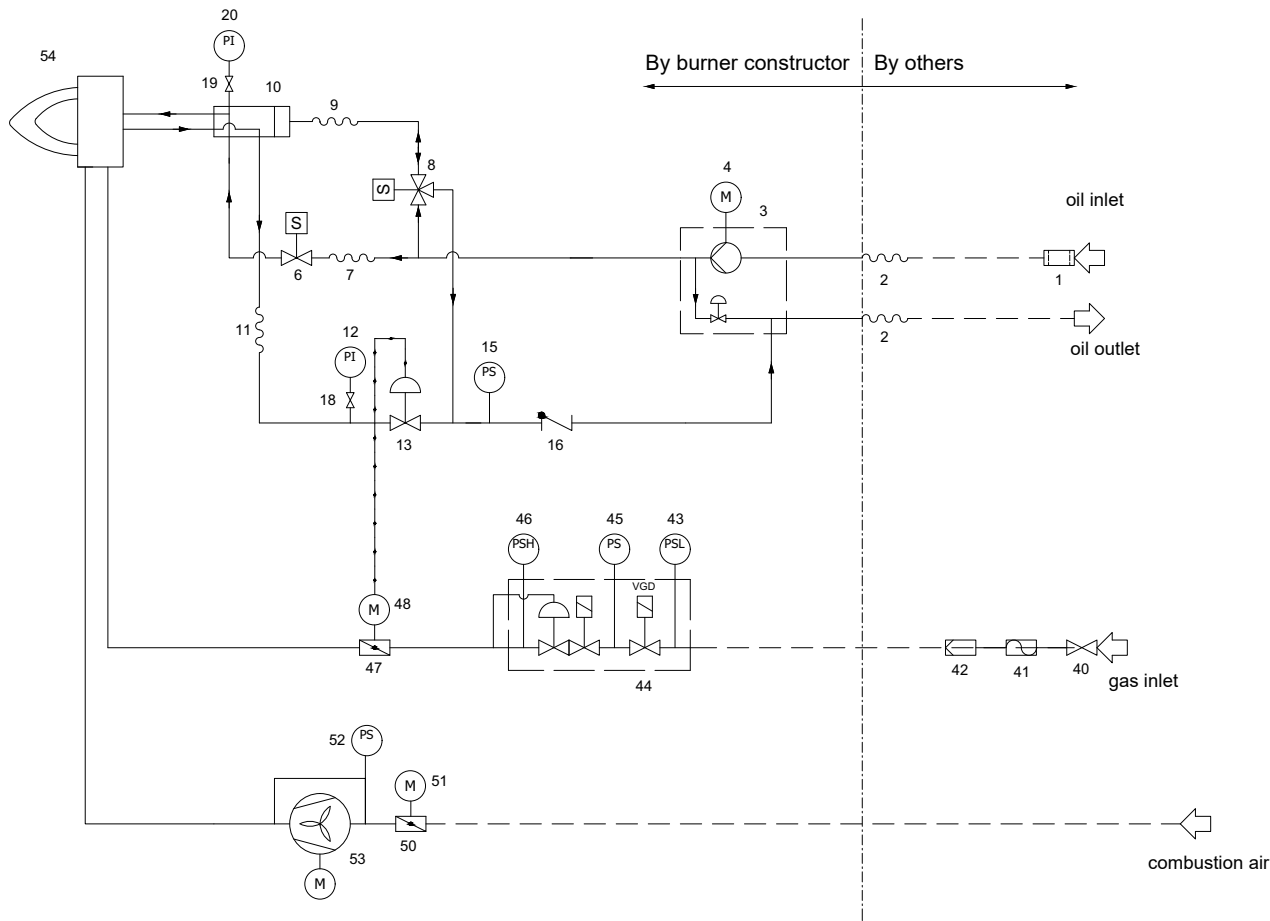 20
PI
54
19
10
9
By burner constructor
By others
4
M
8
S
3
oil inlet
S
6
7
2
1
11
12
PI
15
PS
2
oil outlet
18
13
16
46
PSH
45
PS
43
PSL
VGD
M
48
47
44
42
41
40
gas inlet
52
PS
M
51
53
50
M
combustion air